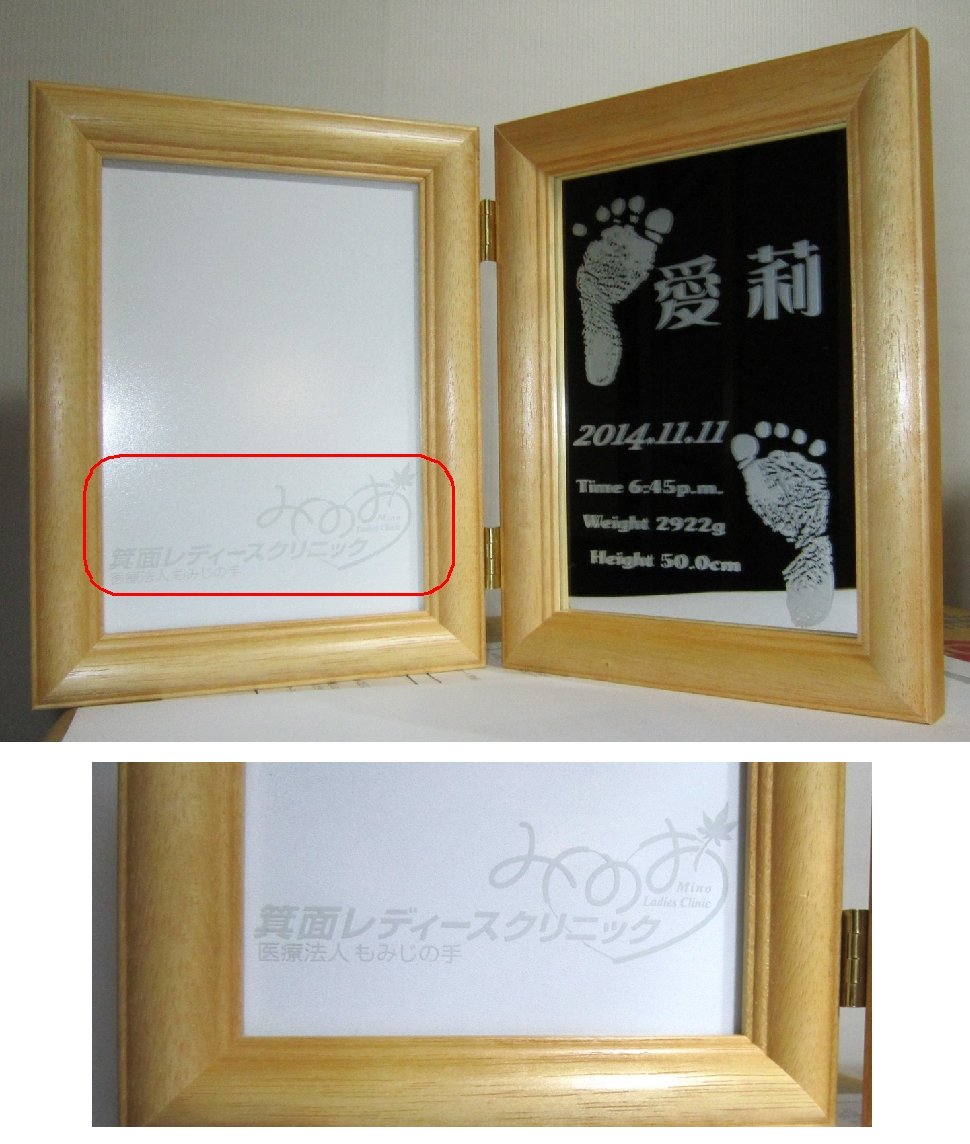 みのお
Mino
Ladies Clinic
箕面レディースクリニック
医療法人もみじの手
愛莉
2014.11.11
Time 6:45p.m.
Weight 2922g
Height 50.0cm
みのお
Mino
Ladies Clinic
箕面レディースクリニック
医療法人 もみじの手